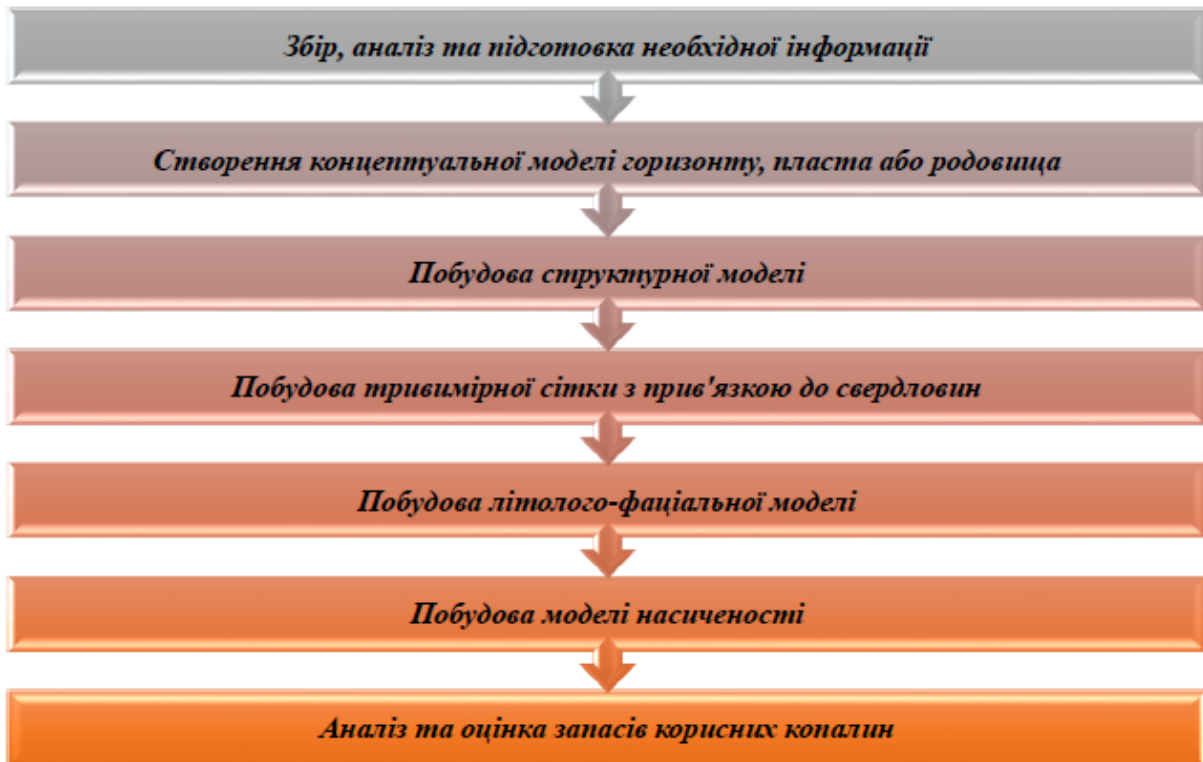 Збір, аналіз та підготовка необхідної інформації
Створення концептуальної моделі горизонту, пласта або родовища
Побудова структурної моделі
Побудова тривимірної сітки з прив'язкою до свердловин
Побудова літолого-фаціальної моделі
Побудова моделі насиченості
Аналіз та оцінка запасів корисних копалин